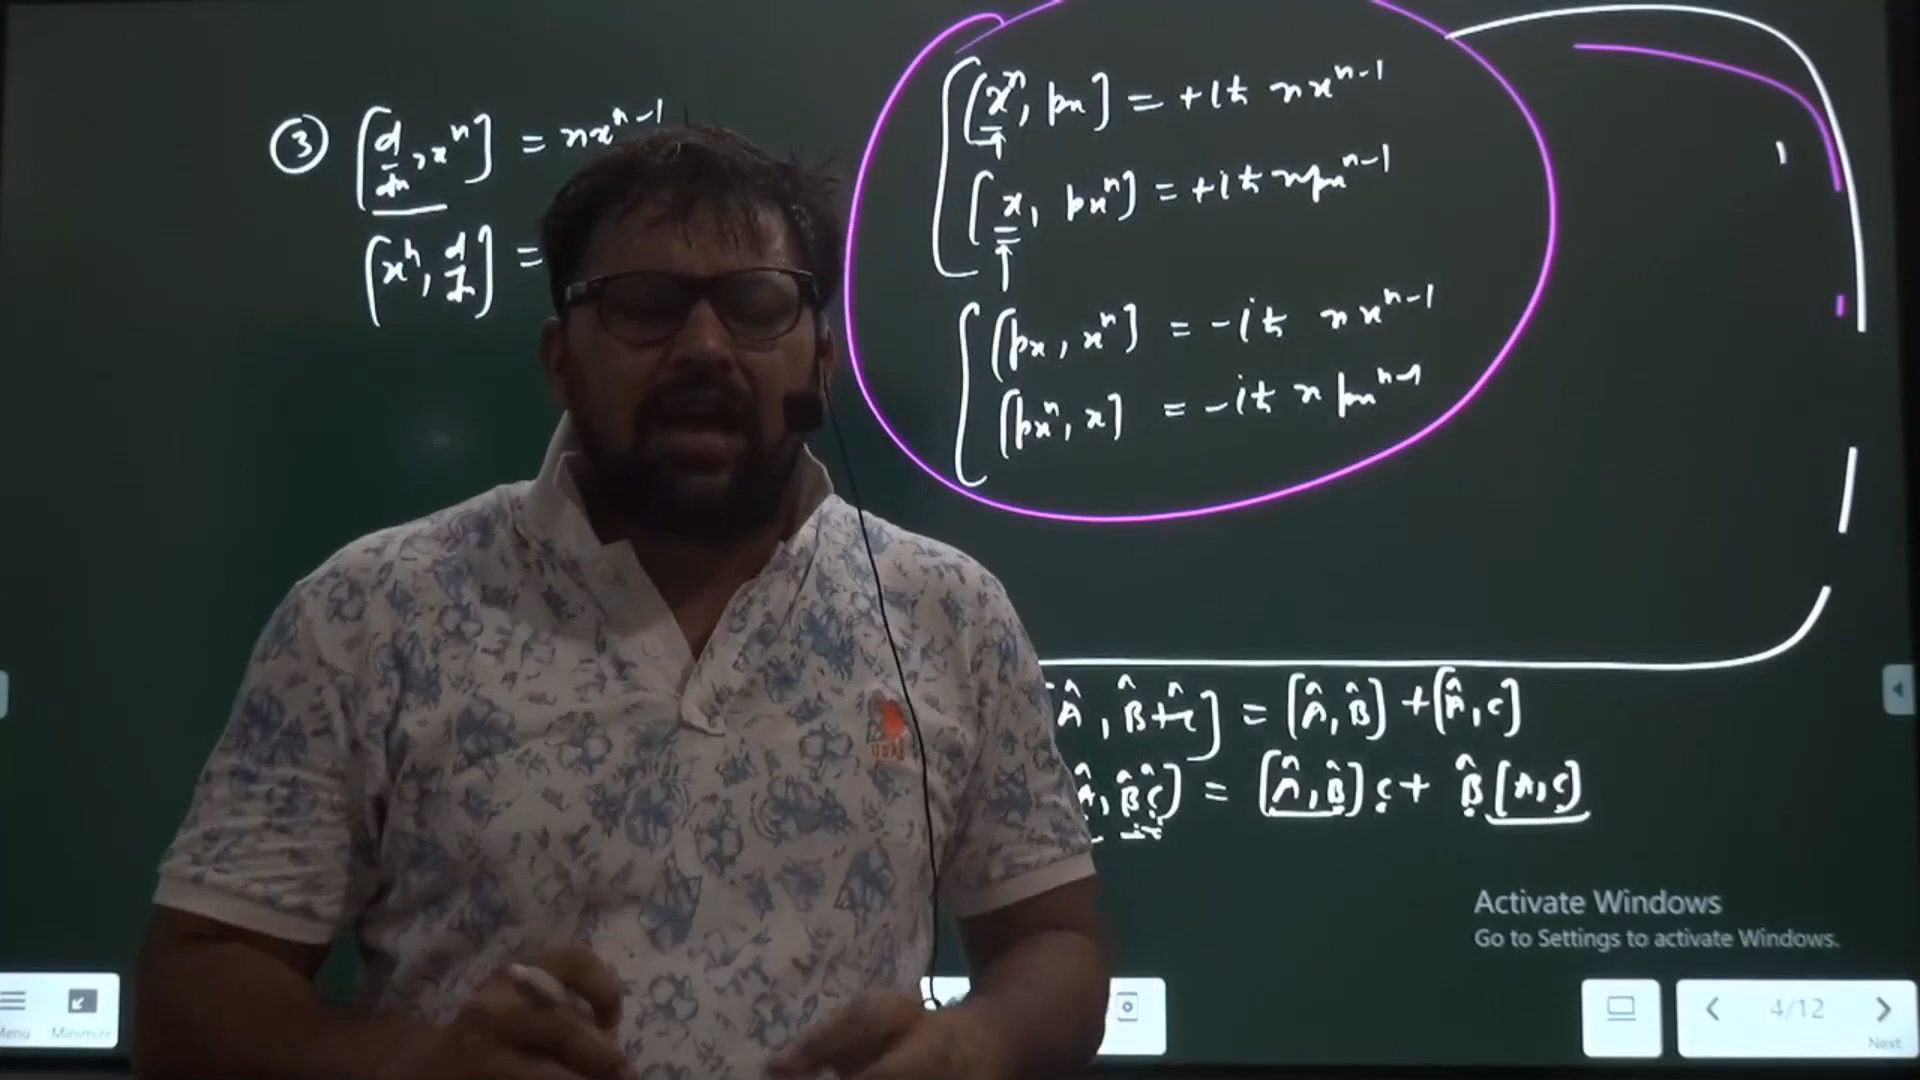 ③ [d/dx, xⁿ] = nxⁿ⁻¹
[xⁿ, d/dx] =
[xⁿ, px] = +iħ nxⁿ⁻¹
[x, pxⁿ] = +iħ npxⁿ⁻¹
[px, xⁿ] = -iħ nxⁿ⁻¹
[pxⁿ, x] = -iħ n pxⁿ⁻¹
Â, B̂+Ĉ] = [Â, B̂] + [Â, C]
Â, B̂Ĉ] = [Â, B̂]C + B̂[A, C]
Activate Windows
Go to Settings to activate Windows.
Menu Minimize
4/12
Next